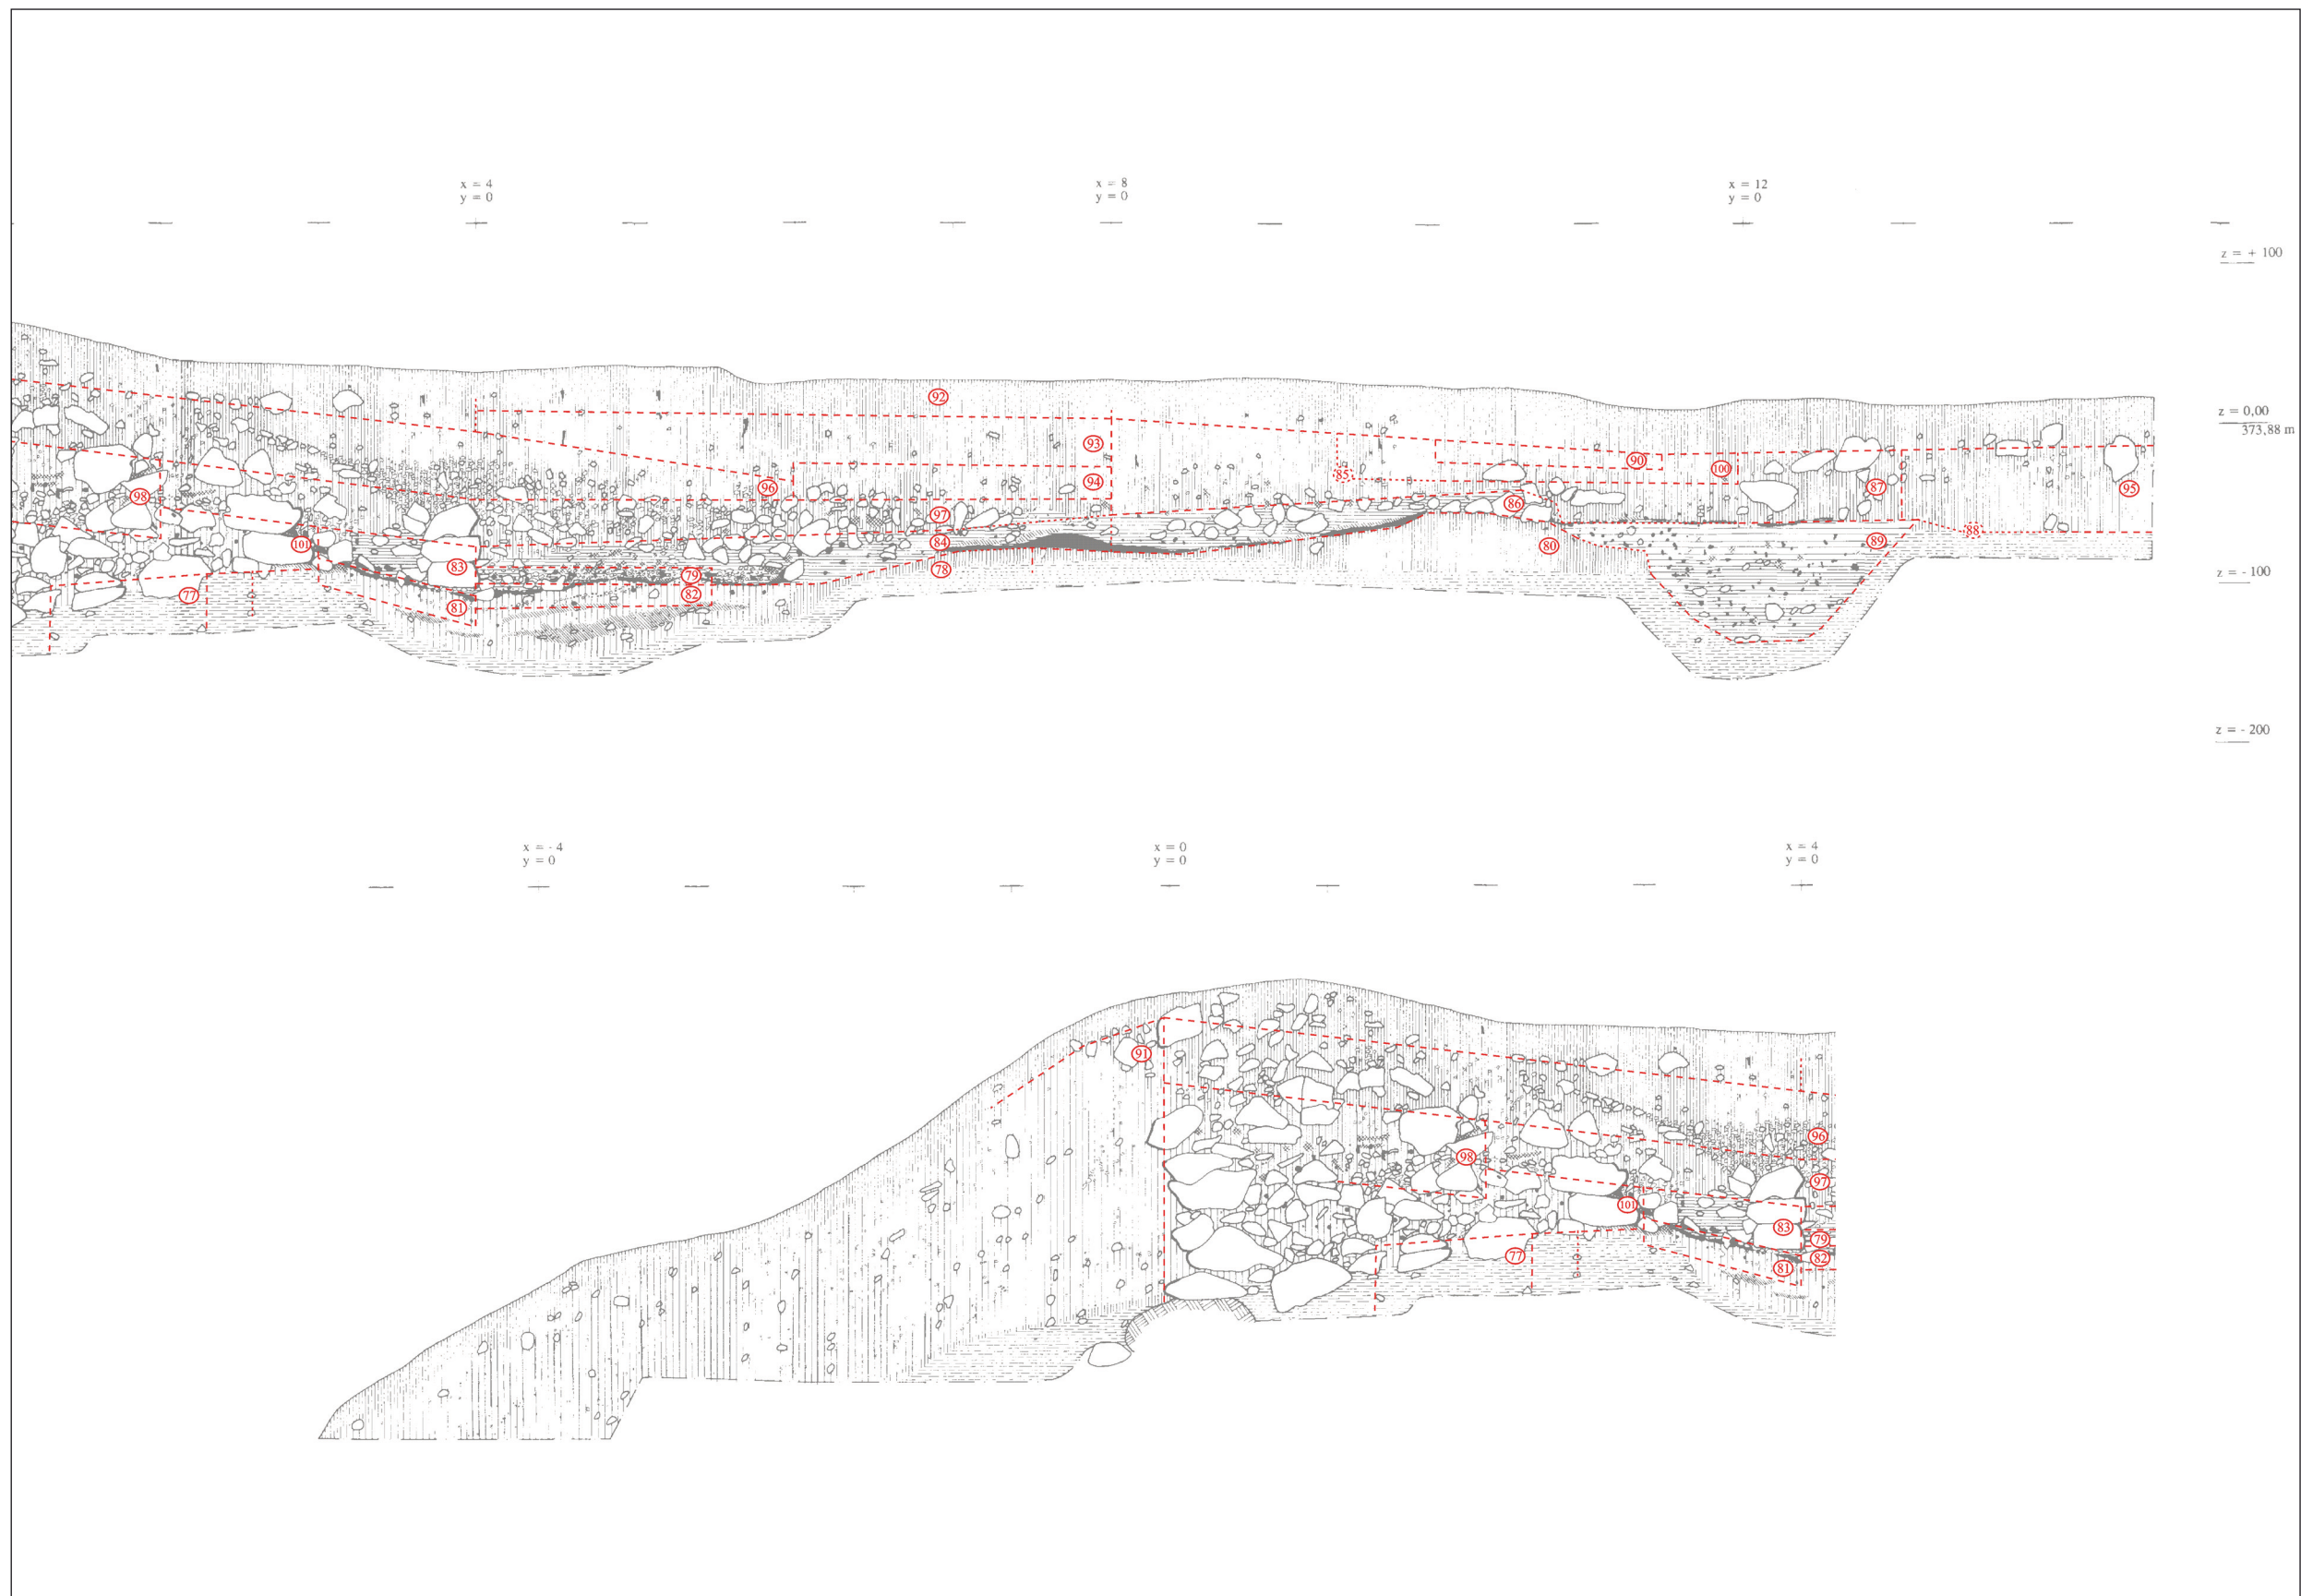 x = 4
y = 0
x = 8
y = 0
x = 12
y = 0
z = + 100
92
z = 0,00
373,88 m
93
90
100
85
94
96
87
95
98
86
97
88
84
101
80
89
83
78
79
z = - 100
82
77
81
z = - 200
x = - 4
y = 0
x = 0
y = 0
x = 4
y = 0
91
96
98
97
101
83
79
77
82
81